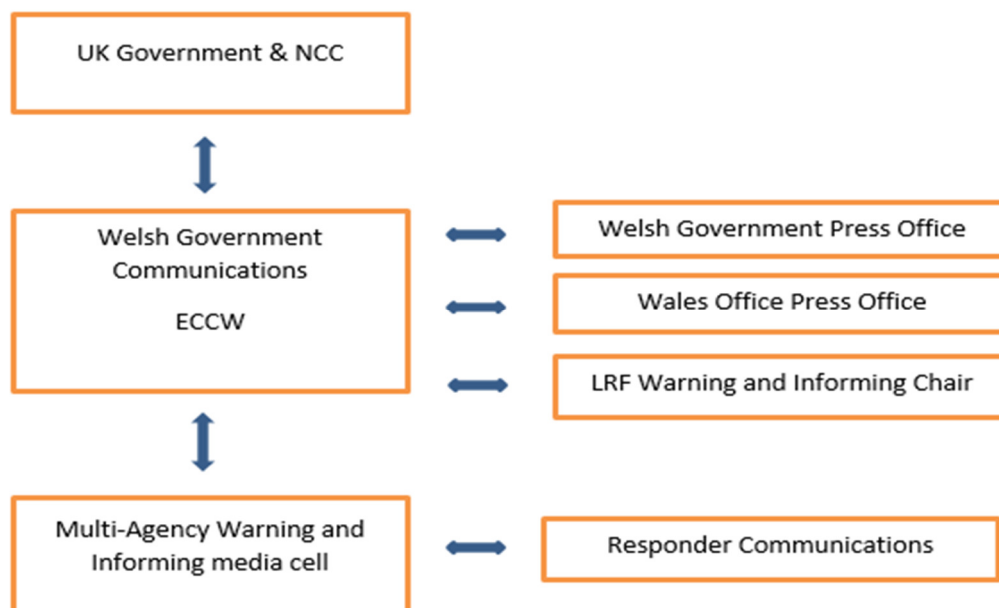 UK Government & NCC
Welsh Government
Communications
ECCW
Welsh Government Press Office
Wales Office Press Office
LRF Warning and Informing Chair
Multi-Agency Warning and
Informing media cell
Responder Communications